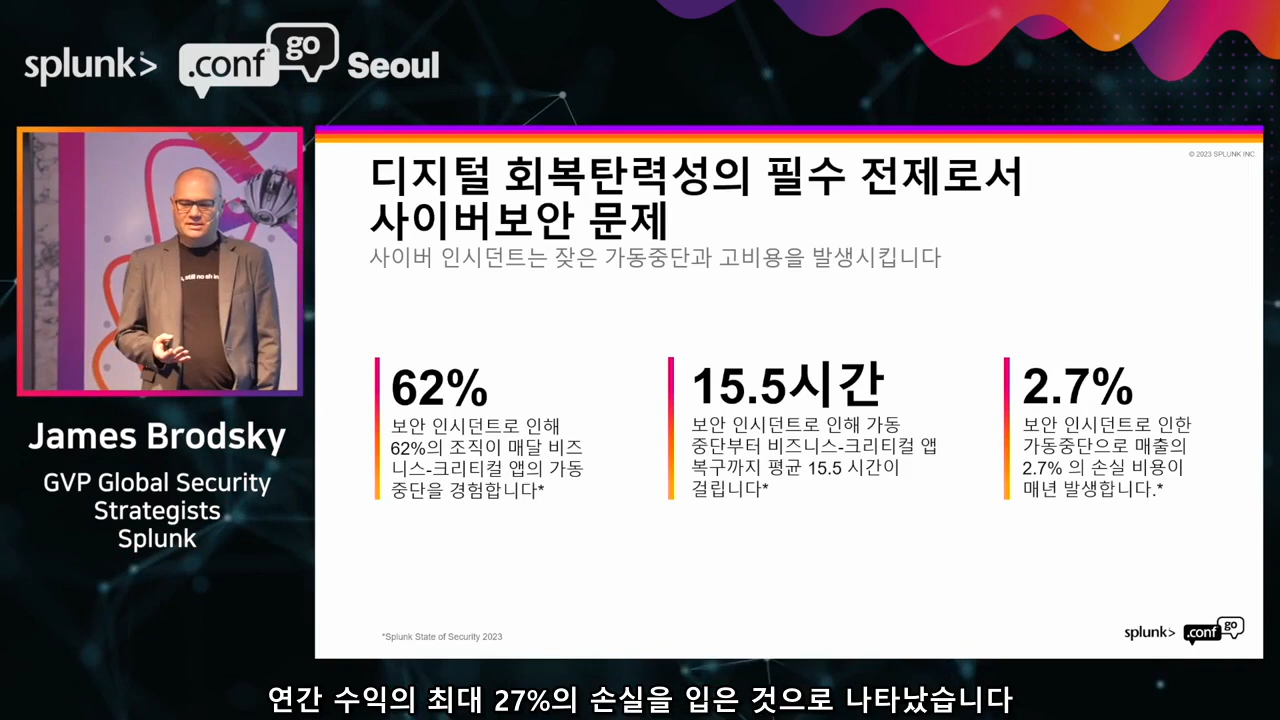 splunk> .conf go Seoul
© 2023 SPLUNK INC.
디지털 회복탄력성의 필수 전제로서
사이버보안 문제
사이버 인시던트는 잦은 가동중단과 고비용을 발생시킵니다
still no sh
James Brodsky
GVP Global Security
Strategists
Splunk
62%
보안 인시던트로 인해
62%의 조직이 매달 비즈
니스-크리티컬 앱의 가동
중단을 경험합니다*
15.5시간
보안 인시던트로 인해 가동
중단부터 비즈니스-크리티컬 앱
복구까지 평균 15.5 시간이
걸립니다*
2.7%
보안 인시던트로 인한
가동중단으로 매출의
2.7% 의 손실 비용이
매년 발생합니다.*
*Splunk State of Security 2023
splunk> .conf go
연간 수익의 최대 27%의 손실을 입은 것으로 나타났습니다